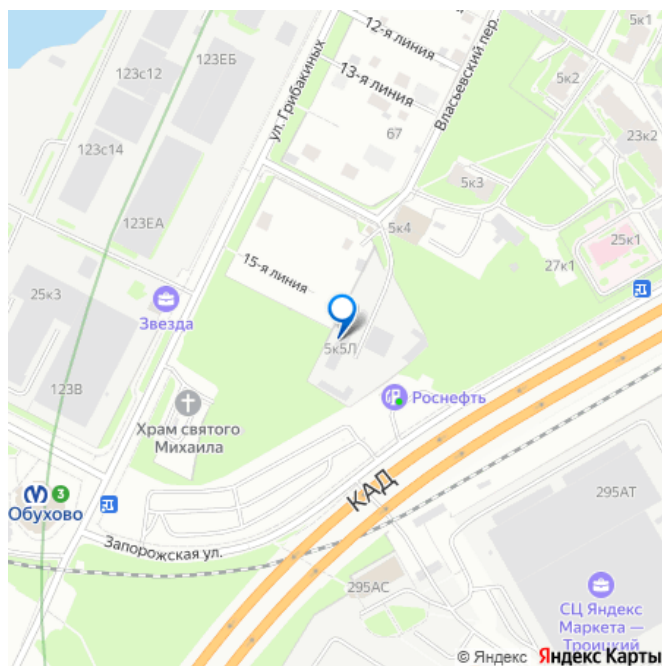 5к1
12-я линия
123ЕБ
123с12
5к2
13-я линия
ул. Грибакиных
Власьевский пер.
67
23к2
123с14
5к3
123ЕА
5к4
25к1
15-я линия
27к1
25к3
Звезда
5к5Л
123В
Роснефть
Храм святого
Михаила
КАД
295АТ
3
Обухово
Запорожская ул.
295АС
СЦ Яндекс
Маркета —
Троицкий
© Яндекс Яндекс Карты